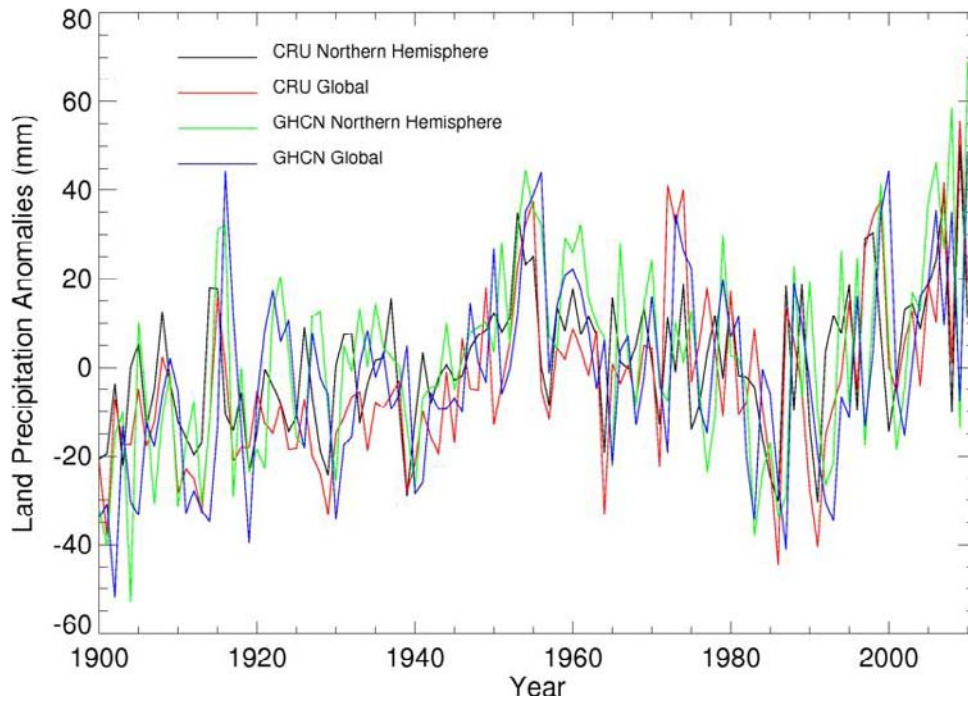 80
60
40
20
0
-20
-40
-60
Land Precipitation Anomalies (mm)
CRU Northern Hemisphere
CRU Global
GHCN Northern Hemisphere
GHCN Global
1900 1920 1940 1960 1980 2000
Year